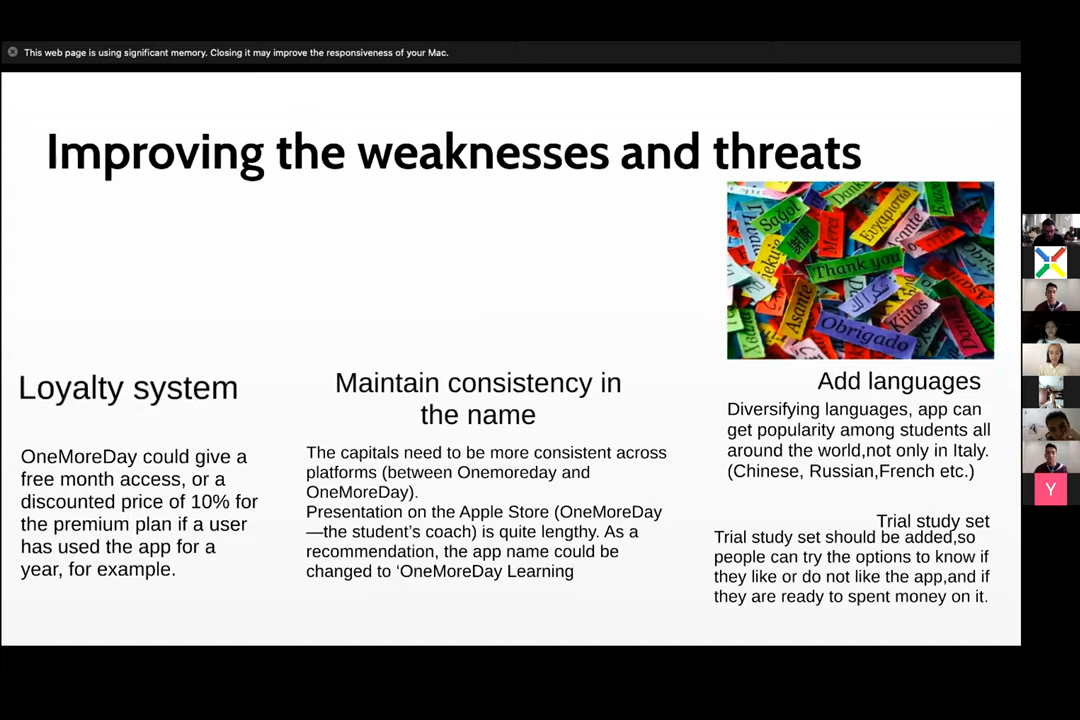 This web page is using significant memory. Closing it may improve the responsiveness of your Mac.
Improving the weaknesses and threats
Sagol
Danke
Merci
Ευχαριστώ
Asante
Thank you
Asante
Kiitos
Obrigado
Loyalty system
OneMoreDay could give a
free month access, or a
discounted price of 10% for
the premium plan if a user
has used the app for a
year, for example.
Maintain consistency in
the name
The capitals need to be more consistent across
platforms (between Onemoreday and
OneMoreDay).
Presentation on the Apple Store (OneMoreDay
—the student’s coach) is quite lengthy. As a
recommendation, the app name could be
changed to ‘OneMoreDay Learning
Add languages
Diversifying languages, app can
get popularity among students all
around the world,not only in Italy.
(Chinese, Russian,French etc.)
Trial study set
Trial study set should be added,so
people can try the options to know if
they like or do not like the app,and if
they are ready to spent money on it.
Y